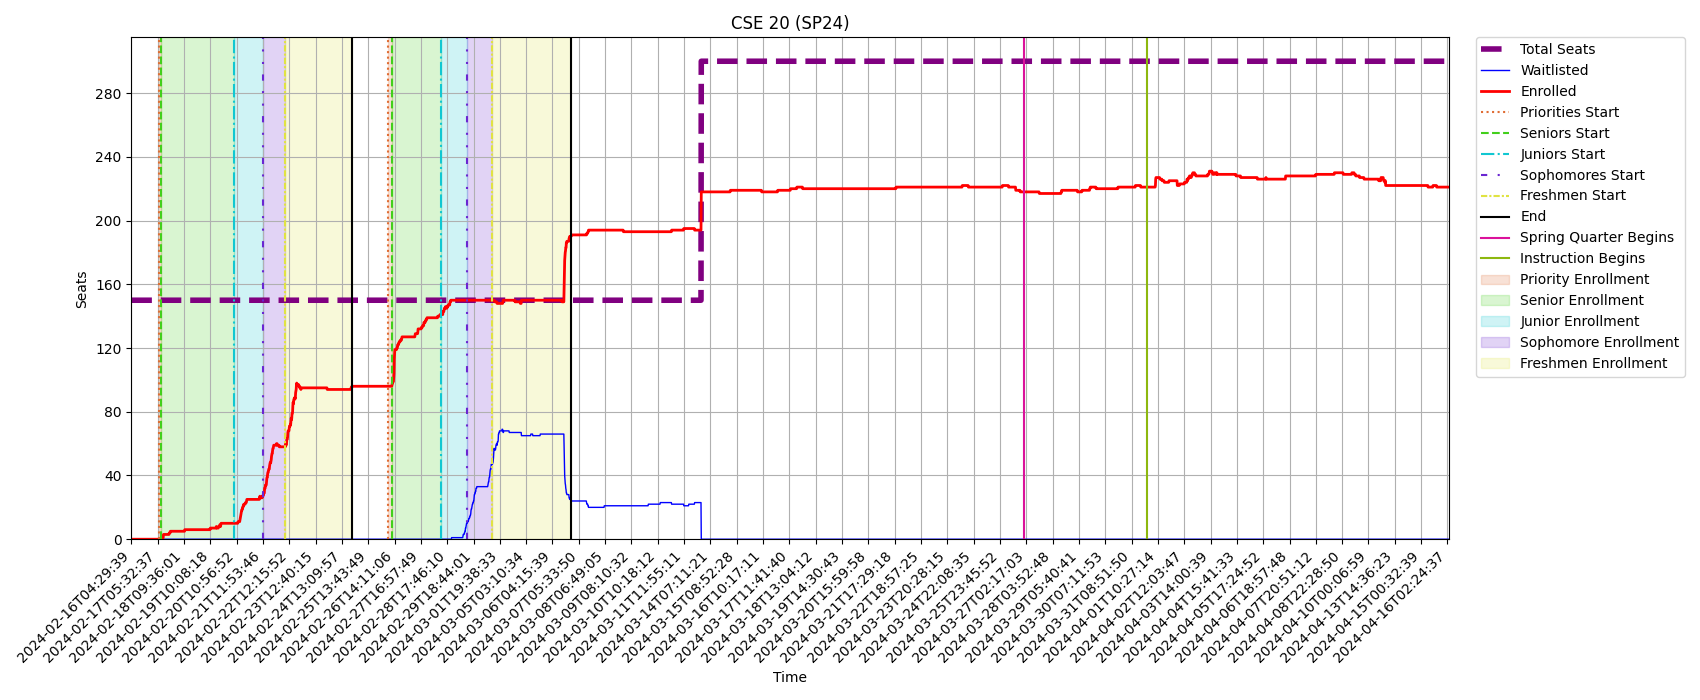 CSE 20 (SP24)
Seats
280
240
200
160
120
80
40
0
2024-02-16T04:29:39
2024-02-17T05:32:37
2024-02-18T09:36:01
2024-02-19T10:08:18
2024-02-20T10:56:52
2024-02-21T11:53:46
2024-02-22T12:15:52
2024-02-23T12:40:15
2024-02-24T13:09:57
2024-02-25T13:43:49
2024-02-26T14:11:06
2024-02-27T16:57:49
2024-02-28T17:46:10
2024-02-29T18:44:01
2024-03-01T19:38:33
2024-03-05T03:10:34
2024-03-06T04:15:39
2024-03-07T05:33:50
2024-03-08T06:49:05
2024-03-09T08:10:32
2024-03-10T10:18:12
2024-03-11T11:55:11
2024-03-14T07:11:21
2024-03-15T08:52:28
2024-03-16T10:17:11
2024-03-17T11:41:40
2024-03-18T13:04:12
2024-03-19T14:30:43
2024-03-20T15:59:58
2024-03-21T17:29:18
2024-03-22T18:57:25
2024-03-23T20:28:15
2024-03-24T22:08:35
2024-03-25T23:45:52
2024-03-27T02:17:03
2024-03-28T03:52:48
2024-03-29T05:40:41
2024-03-30T07:11:53
2024-03-31T08:51:50
2024-04-01T10:27:14
2024-04-02T12:03:47
2024-04-03T14:00:39
2024-04-04T15:41:33
2024-04-05T17:24:52
2024-04-06T18:57:48
2024-04-07T20:51:12
2024-04-08T22:28:50
2024-04-10T00:06:59
2024-04-13T14:36:23
2024-04-15T00:32:39
2024-04-16T02:24:37
Time
Total Seats
Waitlisted
Enrolled
Priorities Start
Seniors Start
Juniors Start
Sophomores Start
Freshmen Start
End
Spring Quarter Begins
Instruction Begins
Priority Enrollment
Senior Enrollment
Junior Enrollment
Sophomore Enrollment
Freshmen Enrollment